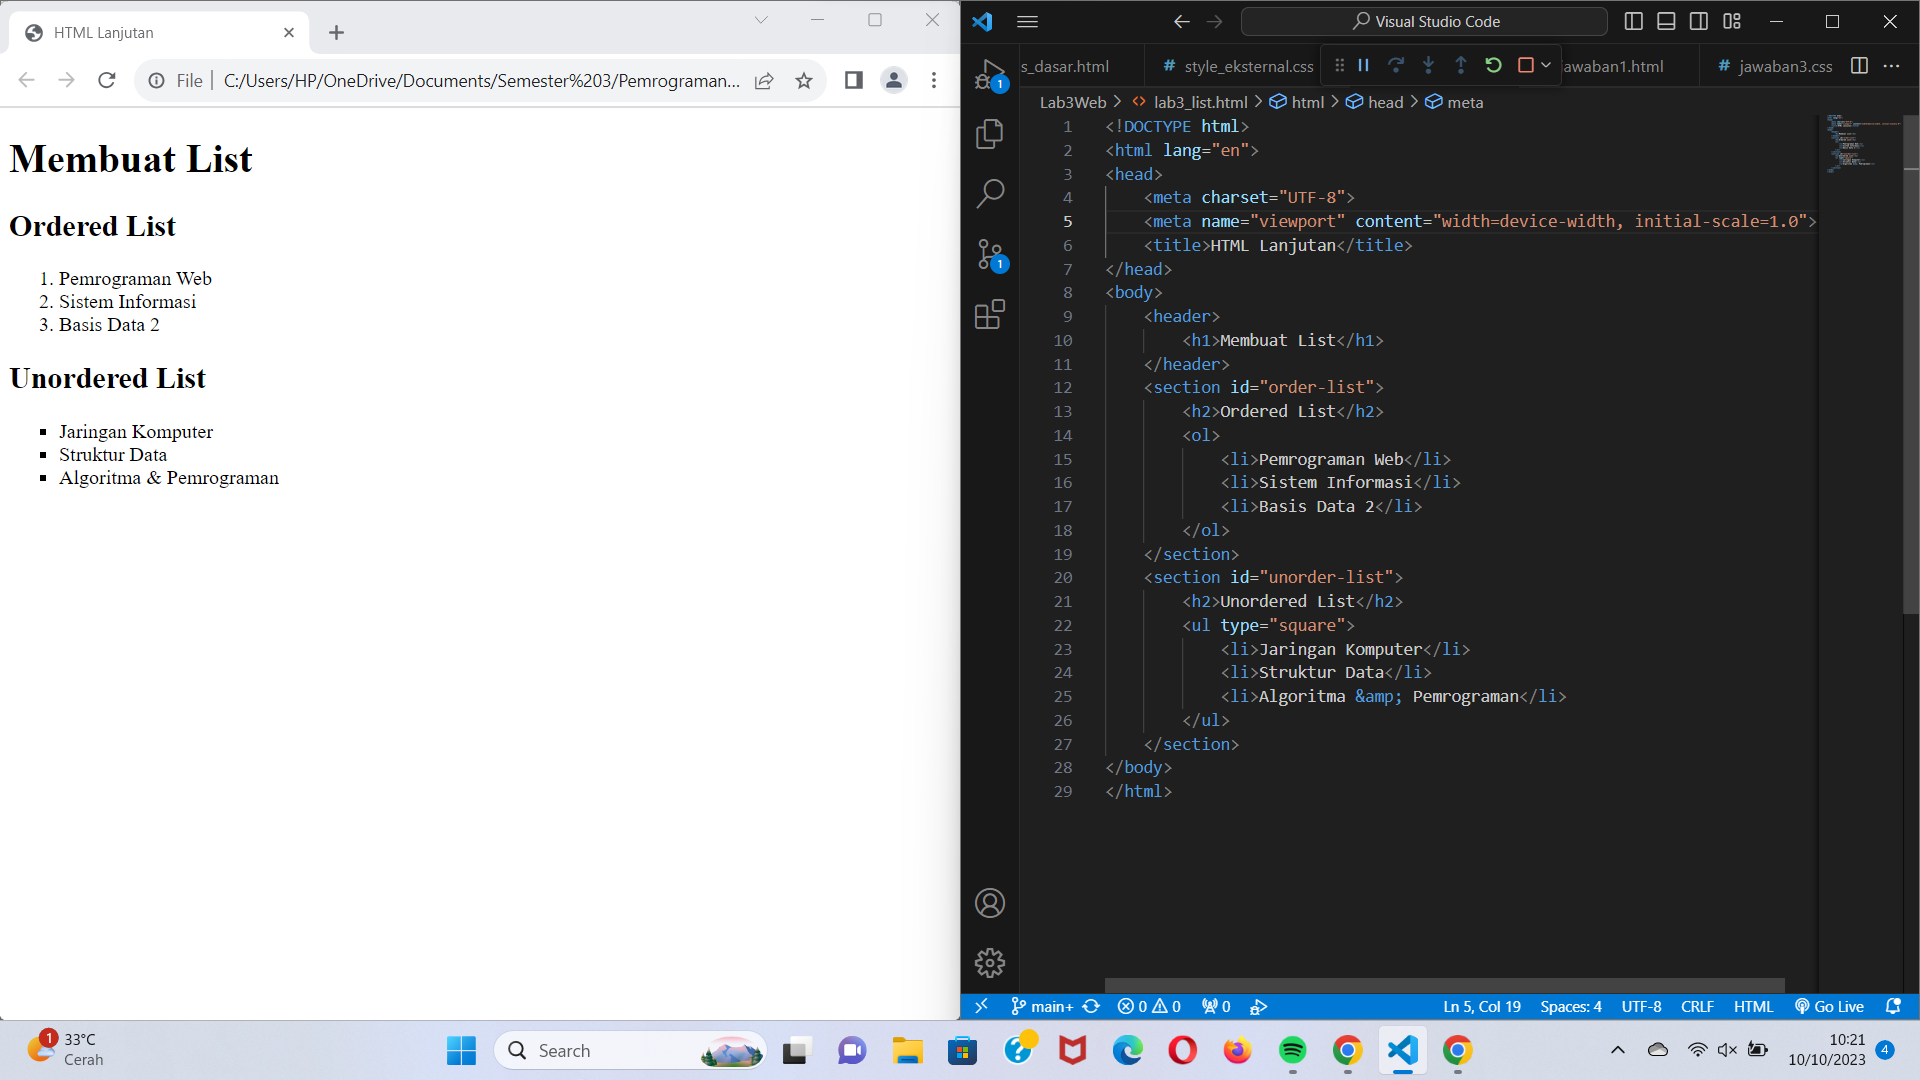 HTML Lanjutan
File
C:/Users/HP/OneDrive/Documents/Semester%203/Pemrograman...
Membuat List
Ordered List
1. Pemrograman Web
2. Sistem Informasi
3. Basis Data 2
Unordered List
Jaringan Komputer
Struktur Data
Algoritma & Pemrograman
Visual Studio Code
s_dasar.html
# style_eksternal.css
awaban1.html
# jawaban3.css
1
Lab3Web > <> lab3_list.html > html > head > meta
1 <!DOCTYPE html>
2 <html lang="en">
3 <head>
4 <meta charset="UTF-8">
5 <meta name="viewport" content="width=device-width, initial-scale=1.0">
6 <title>HTML Lanjutan</title>
7 </head>
8 <body>
9 <header>
10 <h1>Membuat List</h1>
11 </header>
12 <section id="order-list">
13 <h2>Ordered List</h2>
14 <ol>
15 <li>Pemrograman Web</li>
16 <li>Sistem Informasi</li>
17 <li>Basis Data 2</li>
18 </ol>
19 </section>
20 <section id="unorder-list">
21 <h2>Unordered List</h2>
22 <ul type="square">
23 <li>Jaringan Komputer</li>
24 <li>Struktur Data</li>
25 <li>Algoritma &amp; Pemrograman</li>
26 </ul>
27 </section>
28 </body>
29 </html>
1
main+ 0 0 0
Ln 5, Col 19 Spaces: 4 UTF-8 CRLF HTML Go Live
1
33°C
Cerah
Search
10:21
10/10/2023
4